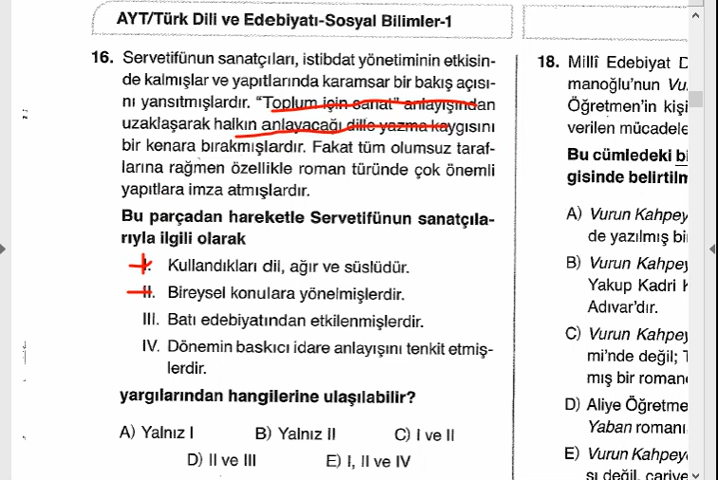 AYT/Türk Dili ve Edebiyatı-Sosyal Bilimler-1
16. Servetifünun sanatçıları, istibdat yönetiminin etkisin-
de kalmışlar ve yapıtlarında karamsar bir bakış açısı-
nı yansıtmışlardır. “Toplum için sanat” anlayışından
uzaklaşarak halkın anlayacağı dille yazma kaygısını
bir kenara bırakmışlardır. Fakat tüm olumsuz taraf-
larına rağmen özellikle roman türünde çok önemli
yapıtlara imza atmışlardır.
Bu parçadan hareketle Servetifünun sanatçıla-
rıyla ilgili olarak
I. Kullandıkları dil, ağır ve süslüdür.
II. Bireysel konulara yönelmişlerdir.
III. Batı edebiyatından etkilenmişlerdir.
IV. Dönemin baskıcı idare anlayışını tenkit etmiş-
lerdir.
yargılarından hangilerine ulaşılabilir?
A) Yalnız I B) Yalnız II C) I ve II
D) II ve III E) I, II ve IV
18. Millî Edebiyat
manoğlu'nun Vu
Öğretmen'in kişi
verilen mücadele
Bu cümledeki bi
gisinde belirtilm
A) Vurun Kahpey
de yazılmış bi
B) Vurun Kahpey
Yakup Kadri
Adıvar'dır.
C) Vurun Kahpey
mi'nde değil;
mış bir roman
D) Aliye Öğretme
Yaban romanı
E) Vurun Kahpey
sı değil, cariye